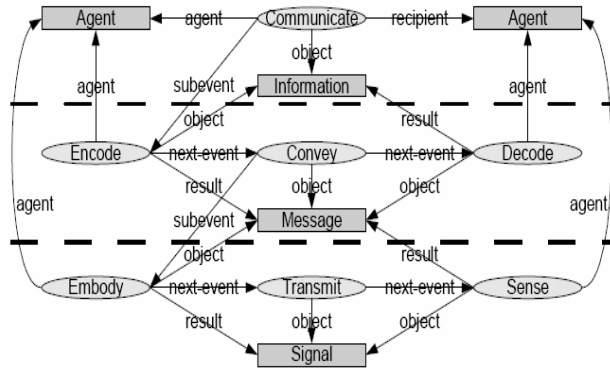 Agent agent Communicate recipient Agent
object
agent subevent Information agent
object result
Encode next-event Convey next-event Decode
result object object
agent subevent Message agent
object result
Embody next-event Transmit next-event Sense
result object object
Signal